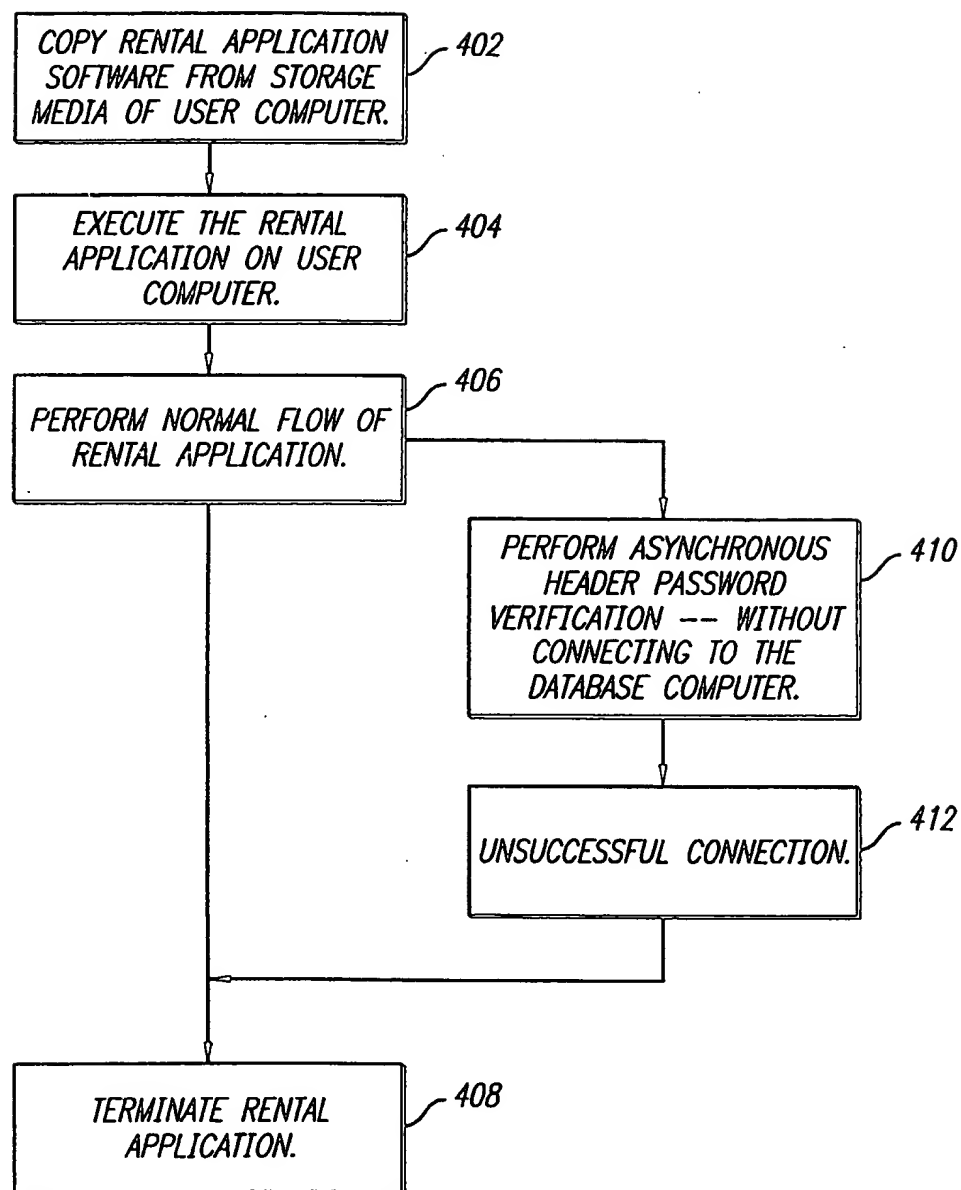 COPY RENTAL APPLICATION
SOFTWARE FROM STORAGE
MEDIA OF USER COMPUTER.
402
EXECUTE THE RENTAL
APPLICATION ON USER
COMPUTER.
404
PERFORM NORMAL FLOW OF
RENTAL APPLICATION.
406
PERFORM ASYNCHRONOUS
HEADER PASSWORD
VERIFICATION -- WITHOUT
CONNECTING TO THE
DATABASE COMPUTER.
410
UNSUCCESSFUL CONNECTION.
412
TERMINATE RENTAL
APPLICATION.
408